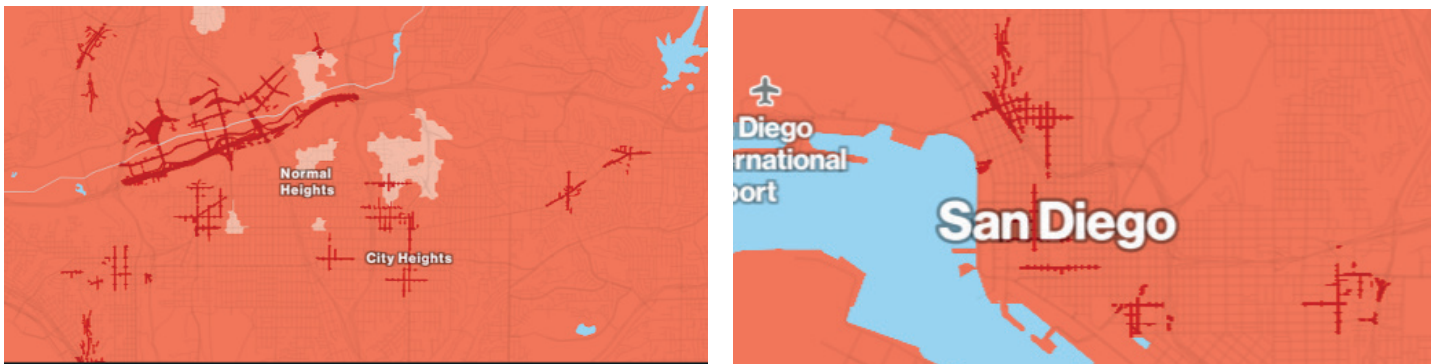 Normal
Heights
City Heights
Diego
ernational
port
San Diego